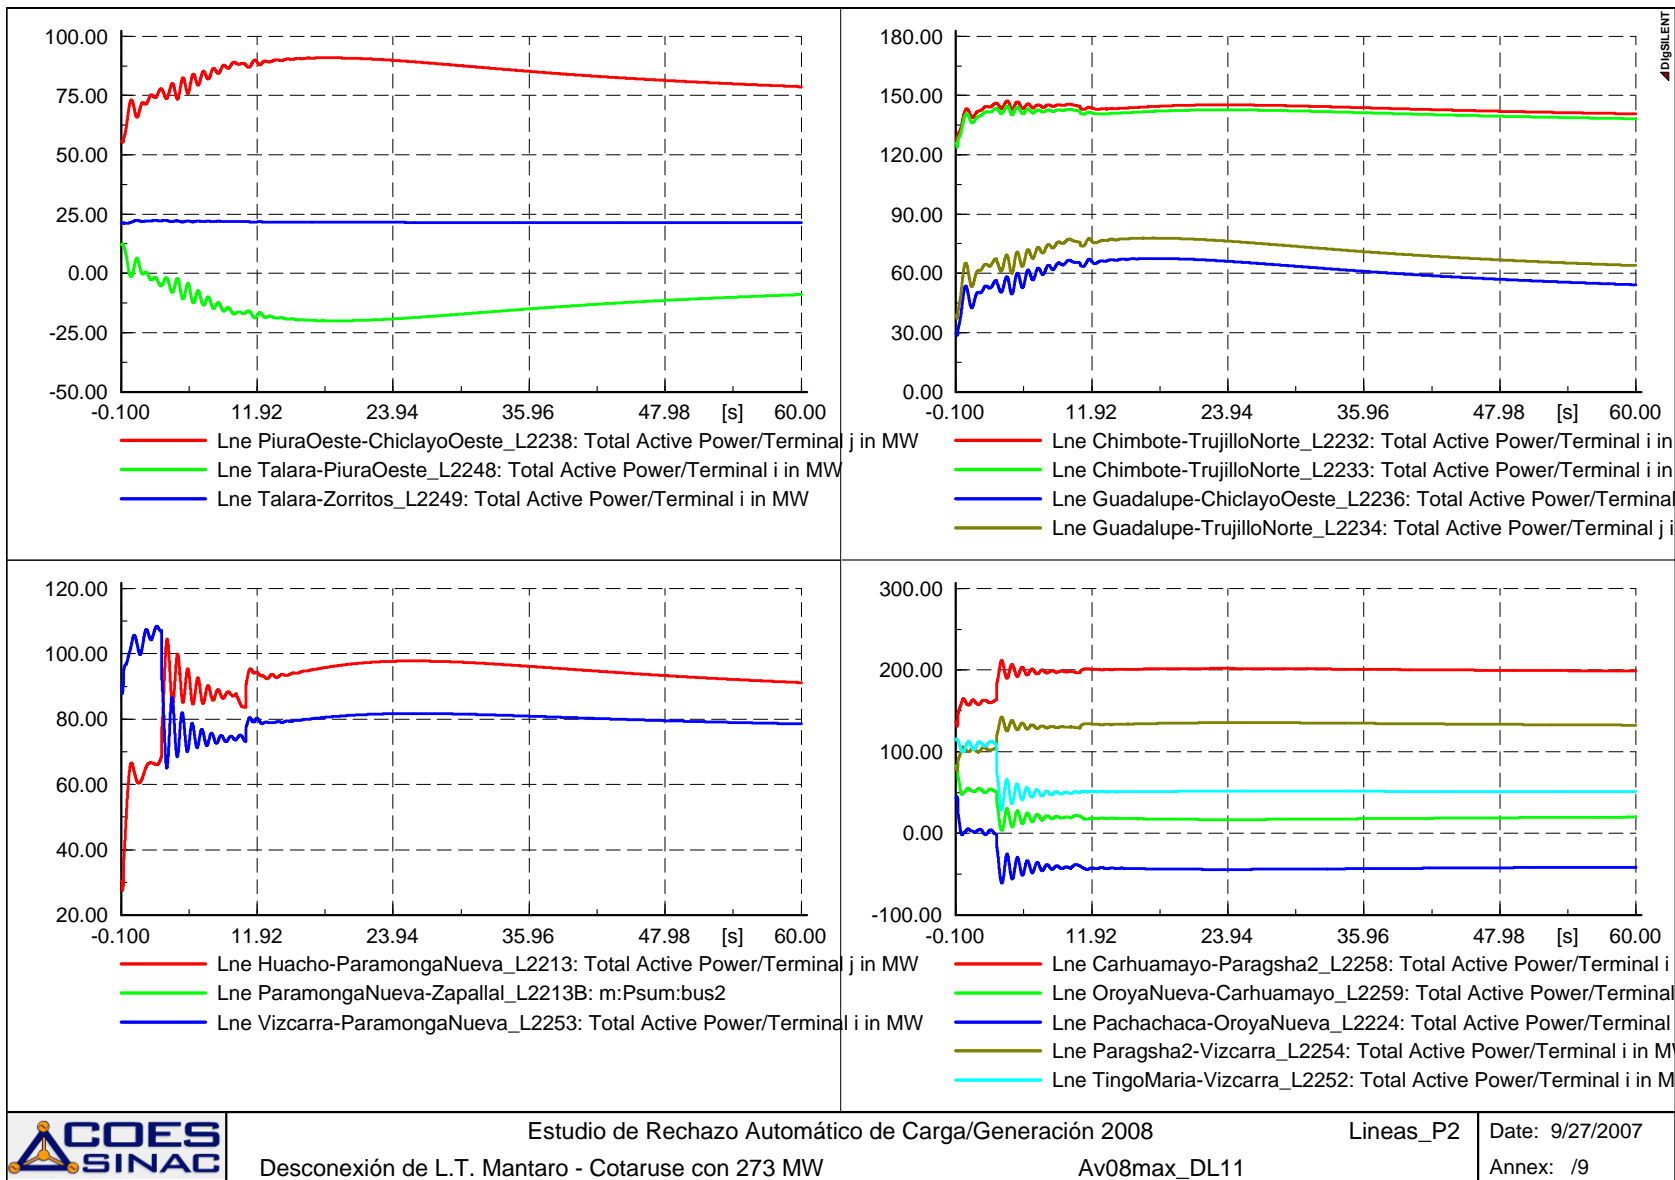 DIgSILENT
100.00
75.00
50.00
25.00
0.00
-25.00
-50.00
-0.100 11.92 23.94 35.96 47.98 [s] 60.00
Lne PiuraOeste-ChiclayoOeste_L2238: Total Active Power/Terminal j in MW
Lne Talara-PiuraOeste_L2248: Total Active Power/Terminal i in MW
Lne Talara-Zorritos_L2249: Total Active Power/Terminal i in MW
180.00
150.00
120.00
90.00
60.00
30.00
0.00
-0.100 11.92 23.94 35.96 47.98 [s] 60.00
Lne Chimbote-TrujilloNorte_L2232: Total Active Power/Terminal i in
Lne Chimbote-TrujilloNorte_L2233: Total Active Power/Terminal i in
Lne Guadalupe-ChiclayoOeste_L2236: Total Active Power/Terminal
Lne Guadalupe-TrujilloNorte_L2234: Total Active Power/Terminal j i
120.00
100.00
80.00
60.00
40.00
20.00
-0.100 11.92 23.94 35.96 47.98 [s] 60.00
Lne Huacho-ParamongaNueva_L2213: Total Active Power/Terminal j in MW
Lne ParamongaNueva-Zapallal_L2213B: m:Psum:bus2
Lne Vizcarra-ParamongaNueva_L2253: Total Active Power/Terminal i in MW
300.00
200.00
100.00
0.00
-100.00
-0.100 11.92 23.94 35.96 47.98 [s] 60.00
Lne Carhuamayo-Paragsha2_L2258: Total Active Power/Terminal i
Lne OroyaNueva-Carhuamayo_L2259: Total Active Power/Terminal
Lne Pachachaca-OroyaNueva_L2224: Total Active Power/Terminal
Lne Paragsha2-Vizcarra_L2254: Total Active Power/Terminal i in M
Lne TingoMaria-Vizcarra_L2252: Total Active Power/Terminal i in M
COES
SINAC
Estudio de Rechazo Automático de Carga/Generación 2008 Lineas_P2
Desconexión de L.T. Mantaro - Cotaruse con 273 MW Av08max_DL11
Date: 9/27/2007
Annex: /9